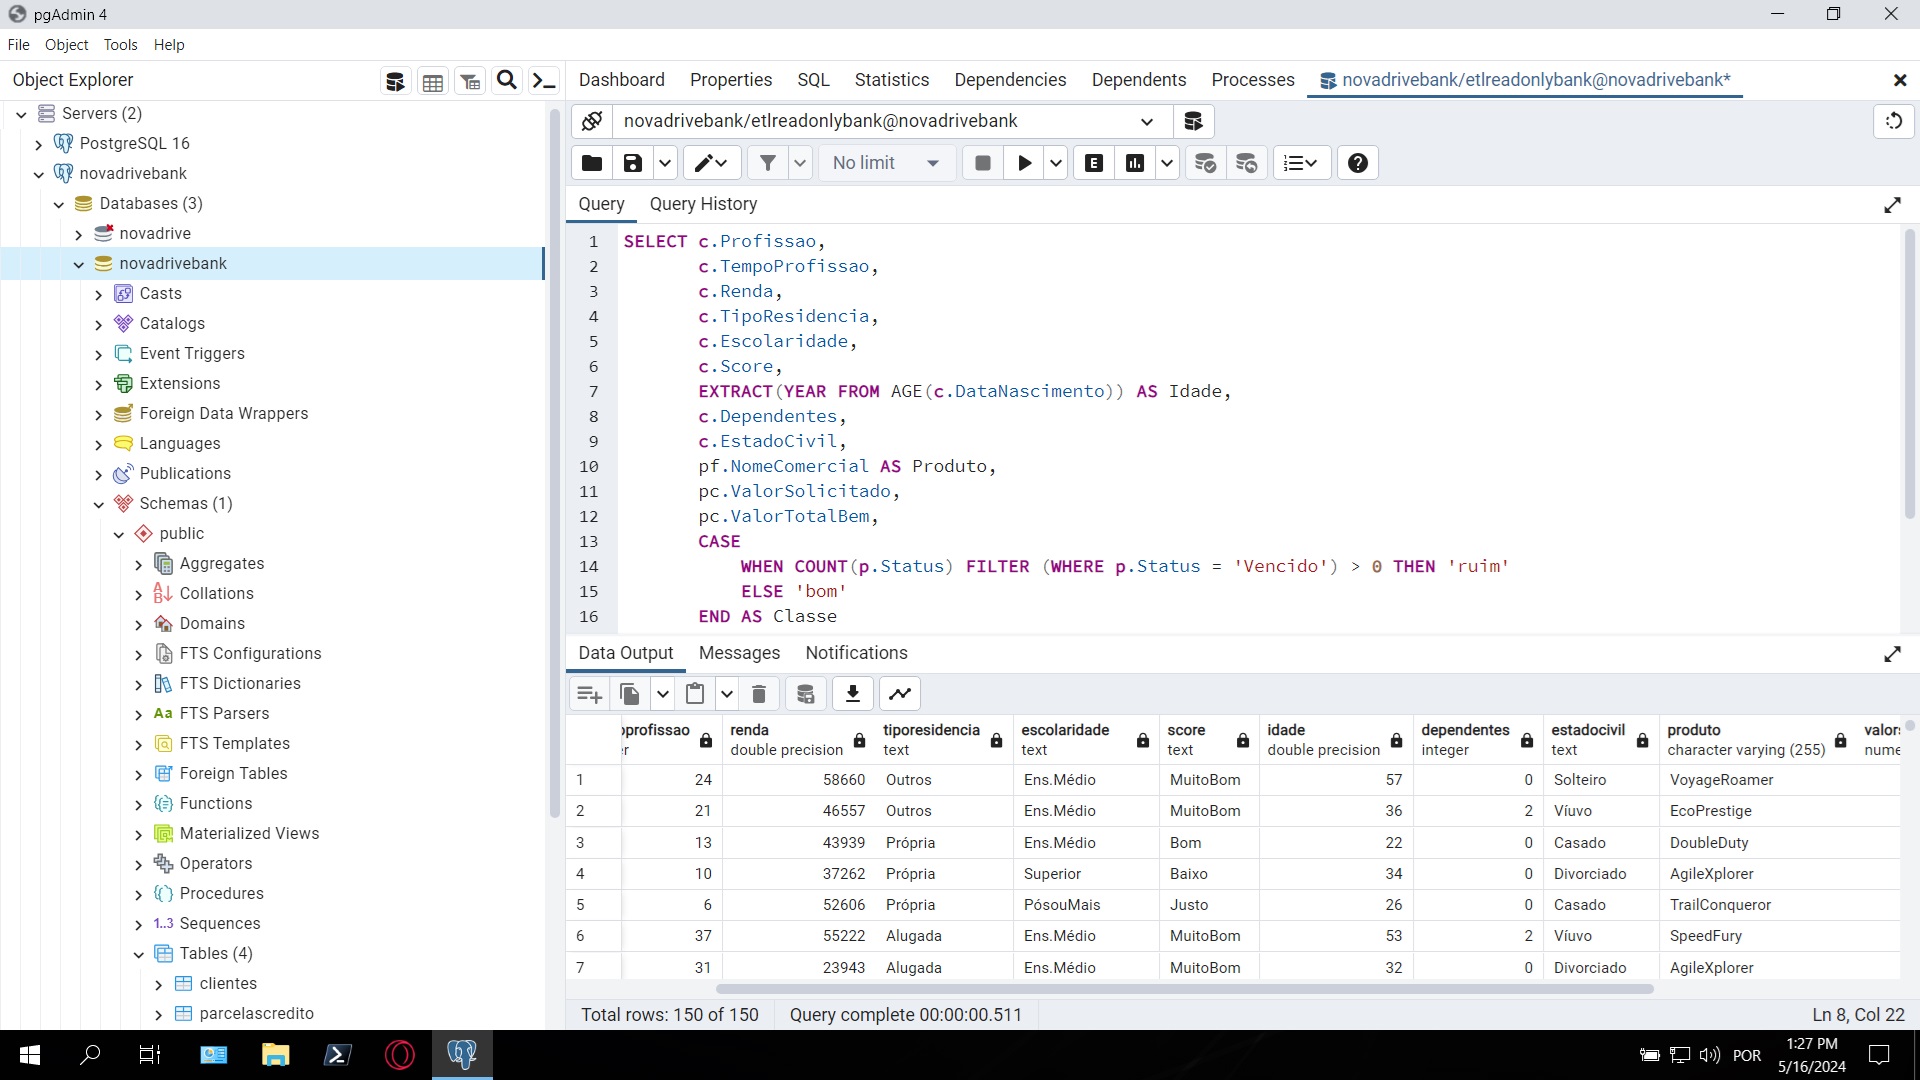 pgAdmin 4
File Object Tools Help
Object Explorer
Dashboard Properties SQL Statistics Dependencies Dependents Processes novadrivebank/etlreadonlybank@novadrivebank*
Servers (2)
PostgreSQL 16
novadrivebank
Databases (3)
novadrive
novadrivebank
Casts
Catalogs
Event Triggers
Extensions
Foreign Data Wrappers
Languages
Publications
Schemas (1)
public
Aggregates
Collations
Domains
FTS Configurations
FTS Dictionaries
Aa FTS Parsers
FTS Templates
Foreign Tables
Functions
Materialized Views
Operators
Procedures
1..3 Sequences
Tables (4)
clientes
parcelascredito
novadrivebank/etlreadonlybank@novadrivebank
No limit E
Query Query History
1 SELECT c.Profissao,
2 c.TempoProfissao,
3 c.Renda,
4 c.TipoResidencia,
5 c.Escolaridade,
6 c.Score,
7 EXTRACT(YEAR FROM AGE(c.DataNascimento)) AS Idade,
8 c.Dependentes,
9 c.EstadoCivil,
10 pf.NomeComercial AS Produto,
11 pc.ValorSolicitado,
12 pc.ValorTotalBem,
13 CASE
14 WHEN COUNT(p.Status) FILTER (WHERE p.Status = 'Vencido') > 0 THEN 'ruim'
15 ELSE 'bom'
16 END AS Classe
Data Output Messages Notifications
oprofissao renda tiporesidencia escolaridade score idade dependentes estadocivil produto valors
er double precision text text text double precision integer text character varying (255) nume
1 24 58660 Outros Ens.Médio MuitoBom 57 0 Solteiro VoyageRoamer
2 21 46557 Outros Ens.Médio MuitoBom 36 2 Víuvo EcoPrestige
3 13 43939 Própria Ens.Médio Bom 22 0 Casado DoubleDuty
4 10 37262 Própria Superior Baixo 34 0 Divorciado AgileXplorer
5 6 52606 Própria PósouMais Justo 26 0 Casado TrailConqueror
6 37 55222 Alugada Ens.Médio MuitoBom 53 2 Víuvo SpeedFury
7 31 23943 Alugada Ens.Médio MuitoBom 32 0 Divorciado AgileXplorer
Total rows: 150 of 150 Query complete 00:00:00.511 Ln 8, Col 22
POR
1:27 PM
5/16/2024